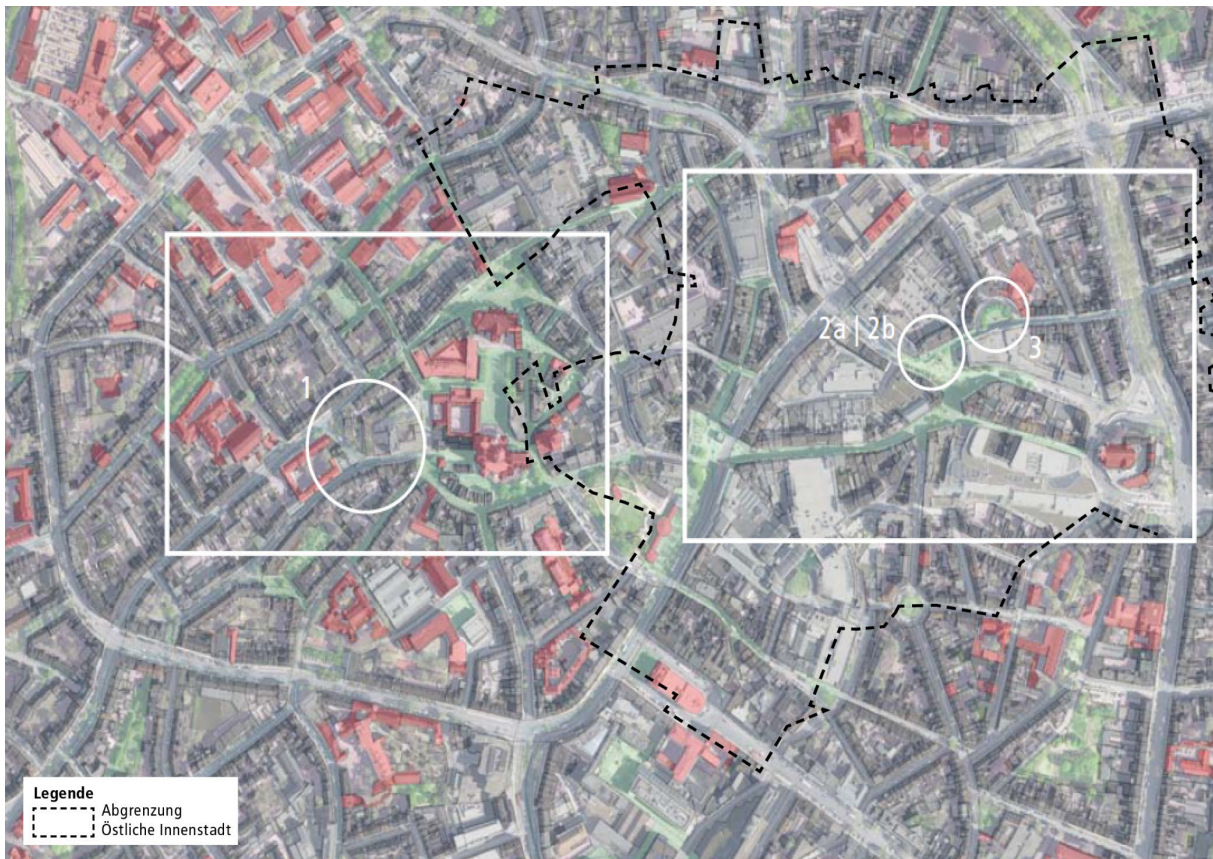 2a | 2b
3
1
Legende
Abgrenzung
Östliche Innenstadt